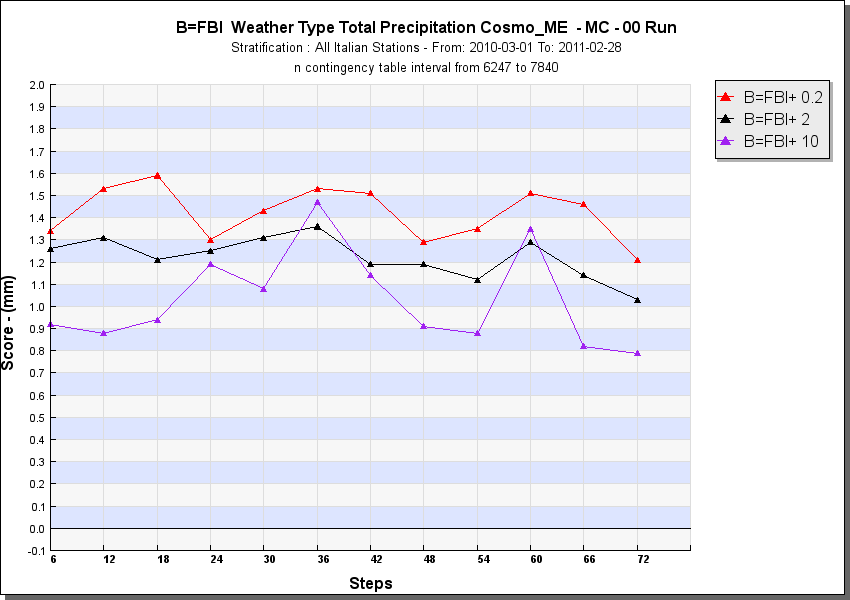 B=FBI  Weather Type Total Precipitation Cosmo_ME  - MC - 00 Run
Stratification : All Italian Stations - From: 2010-03-01 To: 2011-02-28
n contingency table interval from 6247 to 7840
B=FBI+ 0.2
B=FBI+ 2
B=FBI+ 10
Score - (mm)
2.0
1.9
1.8
1.7
1.6
1.5
1.4
1.3
1.2
1.1
1.0
0.9
0.8
0.7
0.6
0.5
0.4
0.3
0.2
0.1
0.0
-0.1
6 12 18 24 30 36 42 48 54 60 66 72
Steps